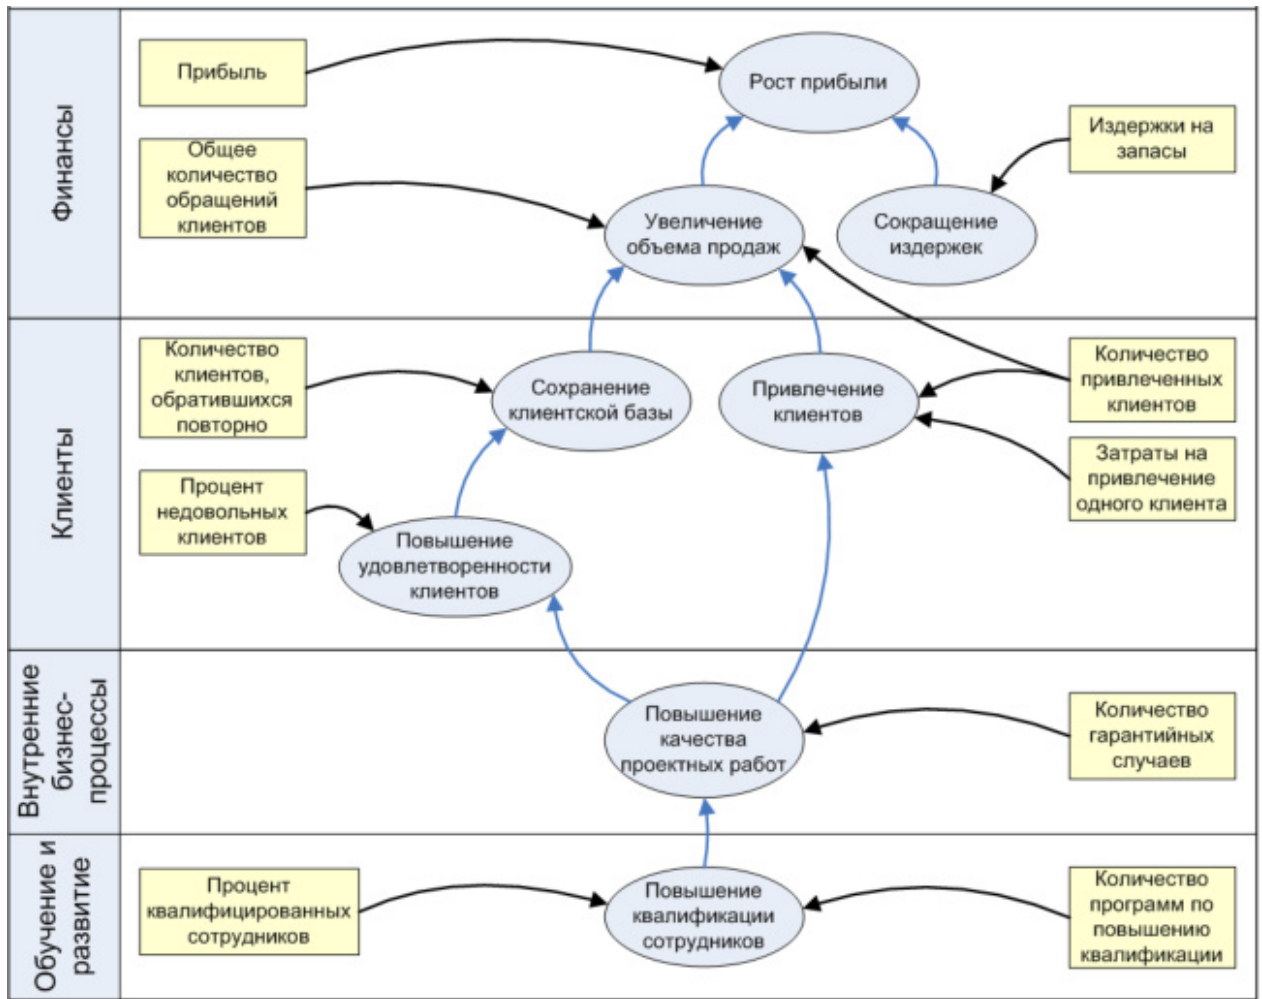 Финансы
Прибыль
Рост прибыли
Издержки на
запасы
Общее
количество
обращений
клиентов
Увеличение
объема продаж
Сокращение
издержек
Клиенты
Количество
клиентов,
обратившихся
повторно
Сохранение
клиентской базы
Привлечение
клиентов
Количество
привлеченных
клиентов
Затраты на
привлечение
одного клиента
Процент
недовольных
клиентов
Повышение
удовлетворенности
клиентов
Внутренние
бизнес-
процессы
Повышение
качества
проектных работ
Количество
гарантийных
случаев
Обучение и
развитие
Процент
квалифицированных
сотрудников
Повышение
квалификации
сотрудников
Количество
программ по
повышению
квалификации